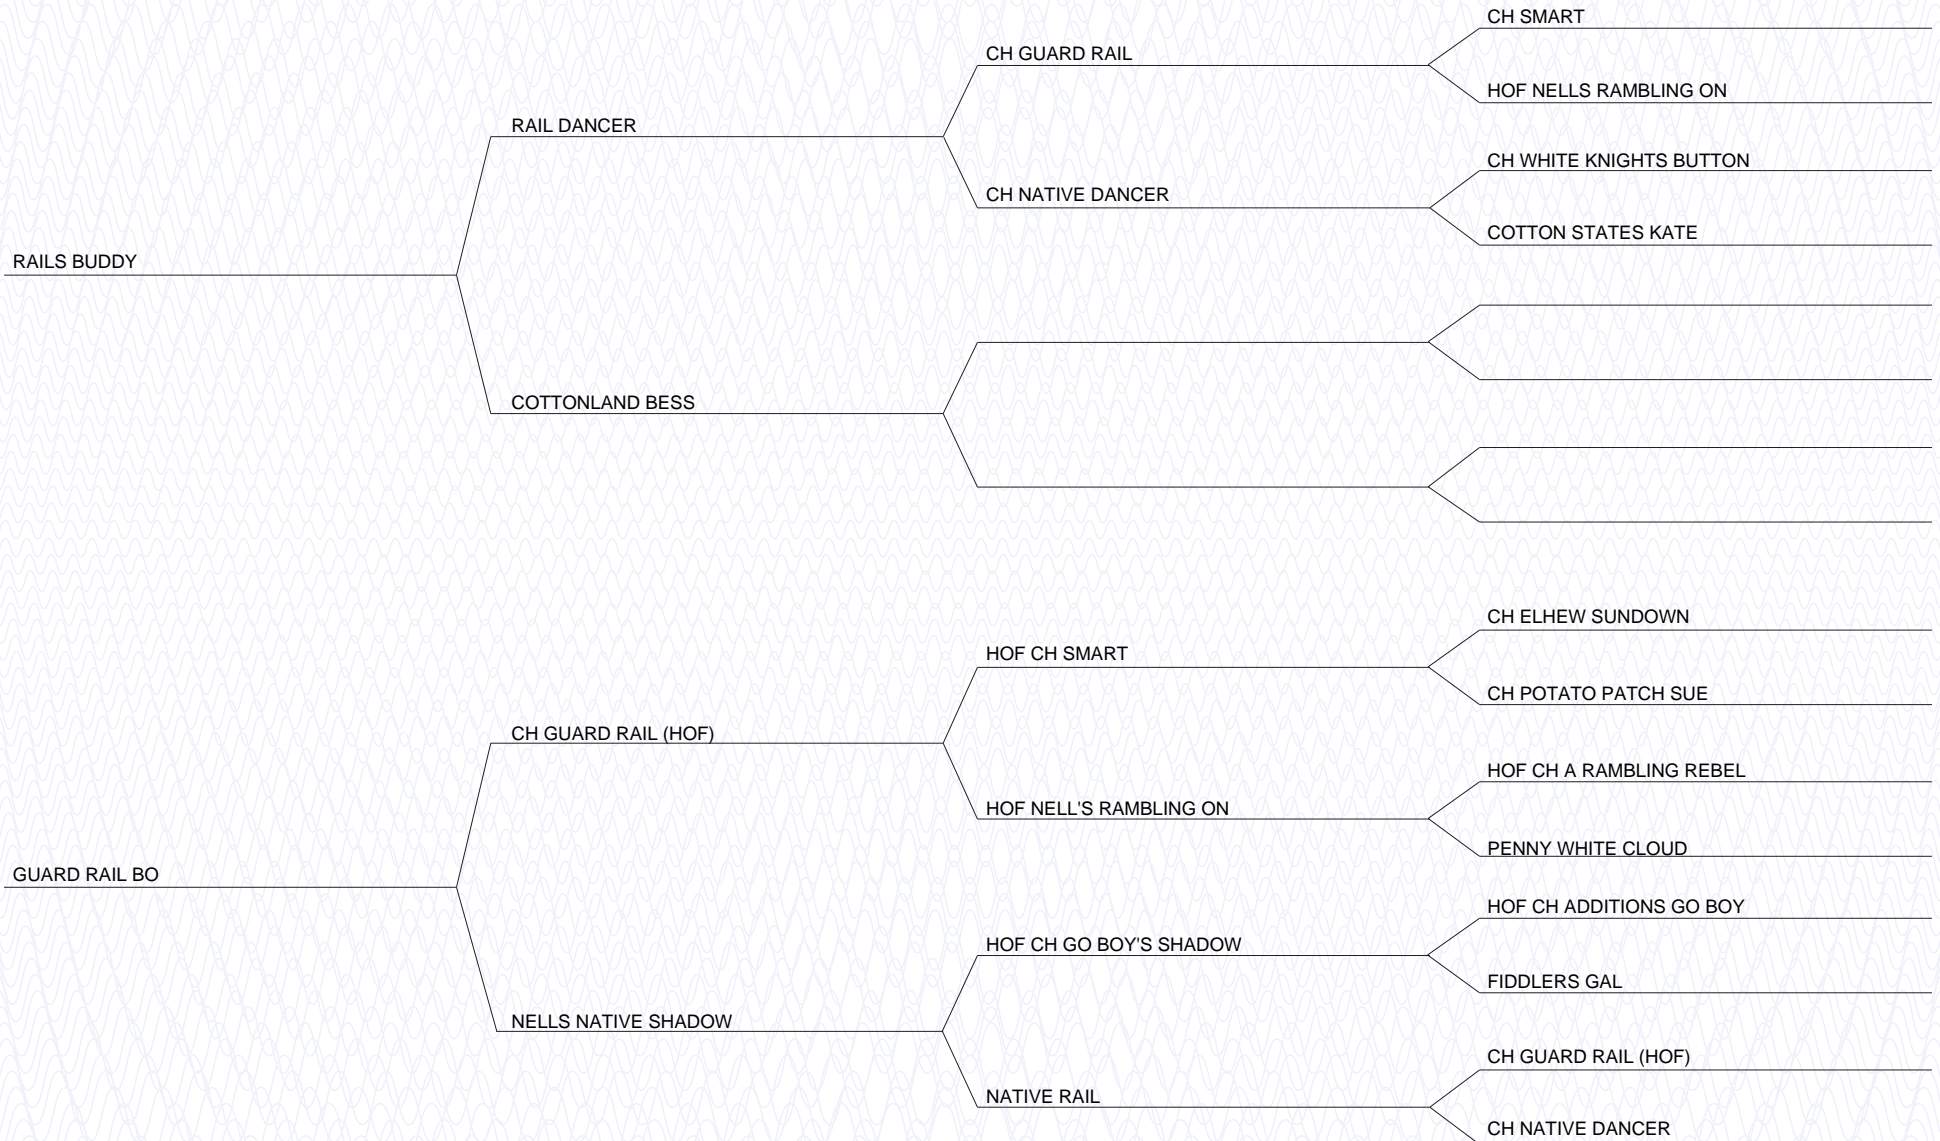 CH SMART
CH GUARD RAIL
HOF NELLS RAMBLING ON
RAIL DANCER
CH WHITE KNIGHTS BUTTON
CH NATIVE DANCER
COTTON STATES KATE
RAILS BUDDY
COTTONLAND BESS
CH ELHEW SUNDOWN
HOF CH SMART
CH POTATO PATCH SUE
CH GUARD RAIL (HOF)
HOF CH A RAMBLING REBEL
HOF NELL'S RAMBLING ON
PENNY WHITE CLOUD
GUARD RAIL BO
HOF CH ADDITIONS GO BOY
HOF CH GO BOY'S SHADOW
FIDDLERS GAL
NELLS NATIVE SHADOW
CH GUARD RAIL (HOF)
NATIVE RAIL
CH NATIVE DANCER